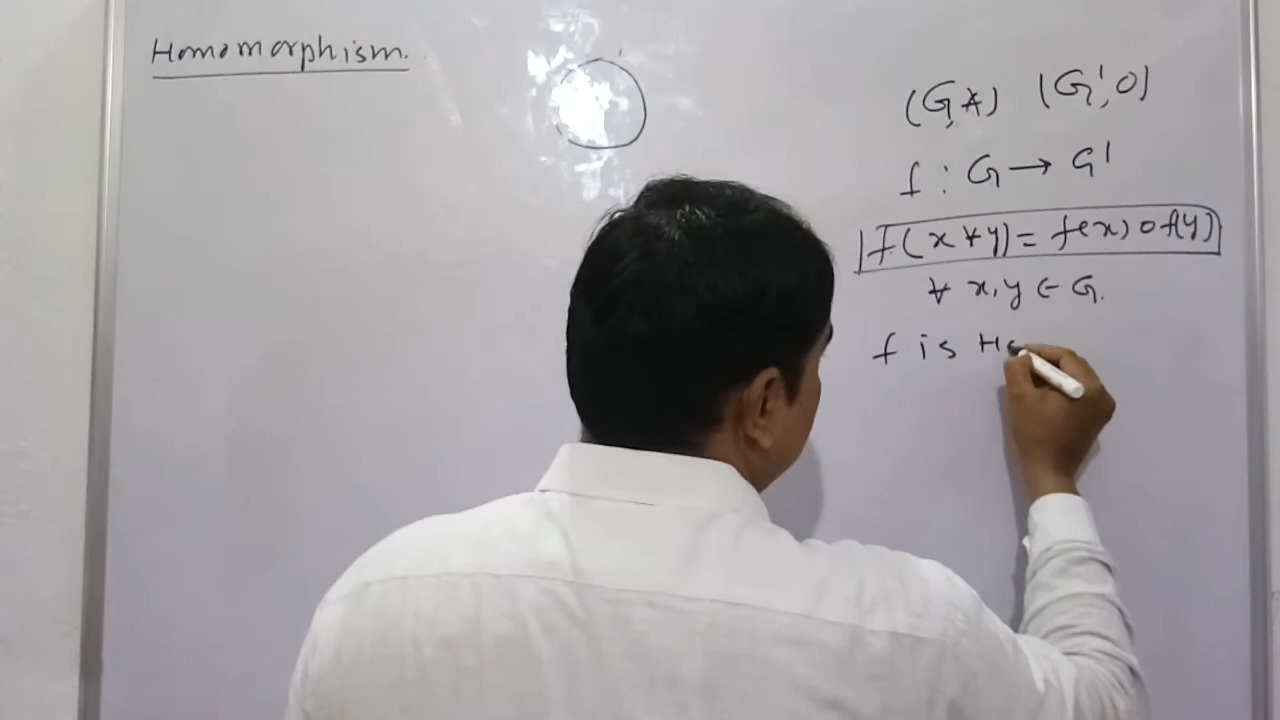 Homomorphism.
(G,*) (G',o)
f : G → G'
f(x*y) = f(x) o f(y)
∀ x,y ∈ G.
f is Ho